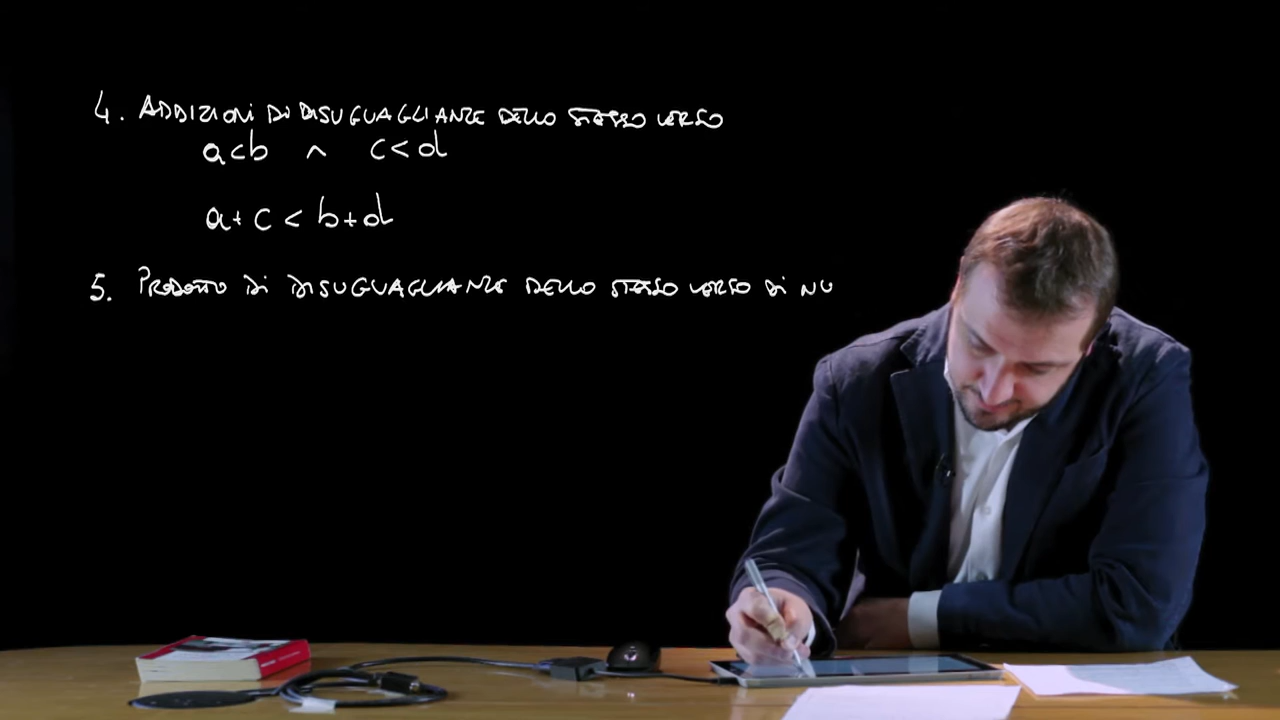 4. ADDIZIONI DI DISUGUAGLIANZE DELLO STESSO VERSO
a<b ∧ c<d
a+c<b+d
5. PRODOTTO DI DISUGUAGLIANZE DELLO STESSO VERSO DI NU